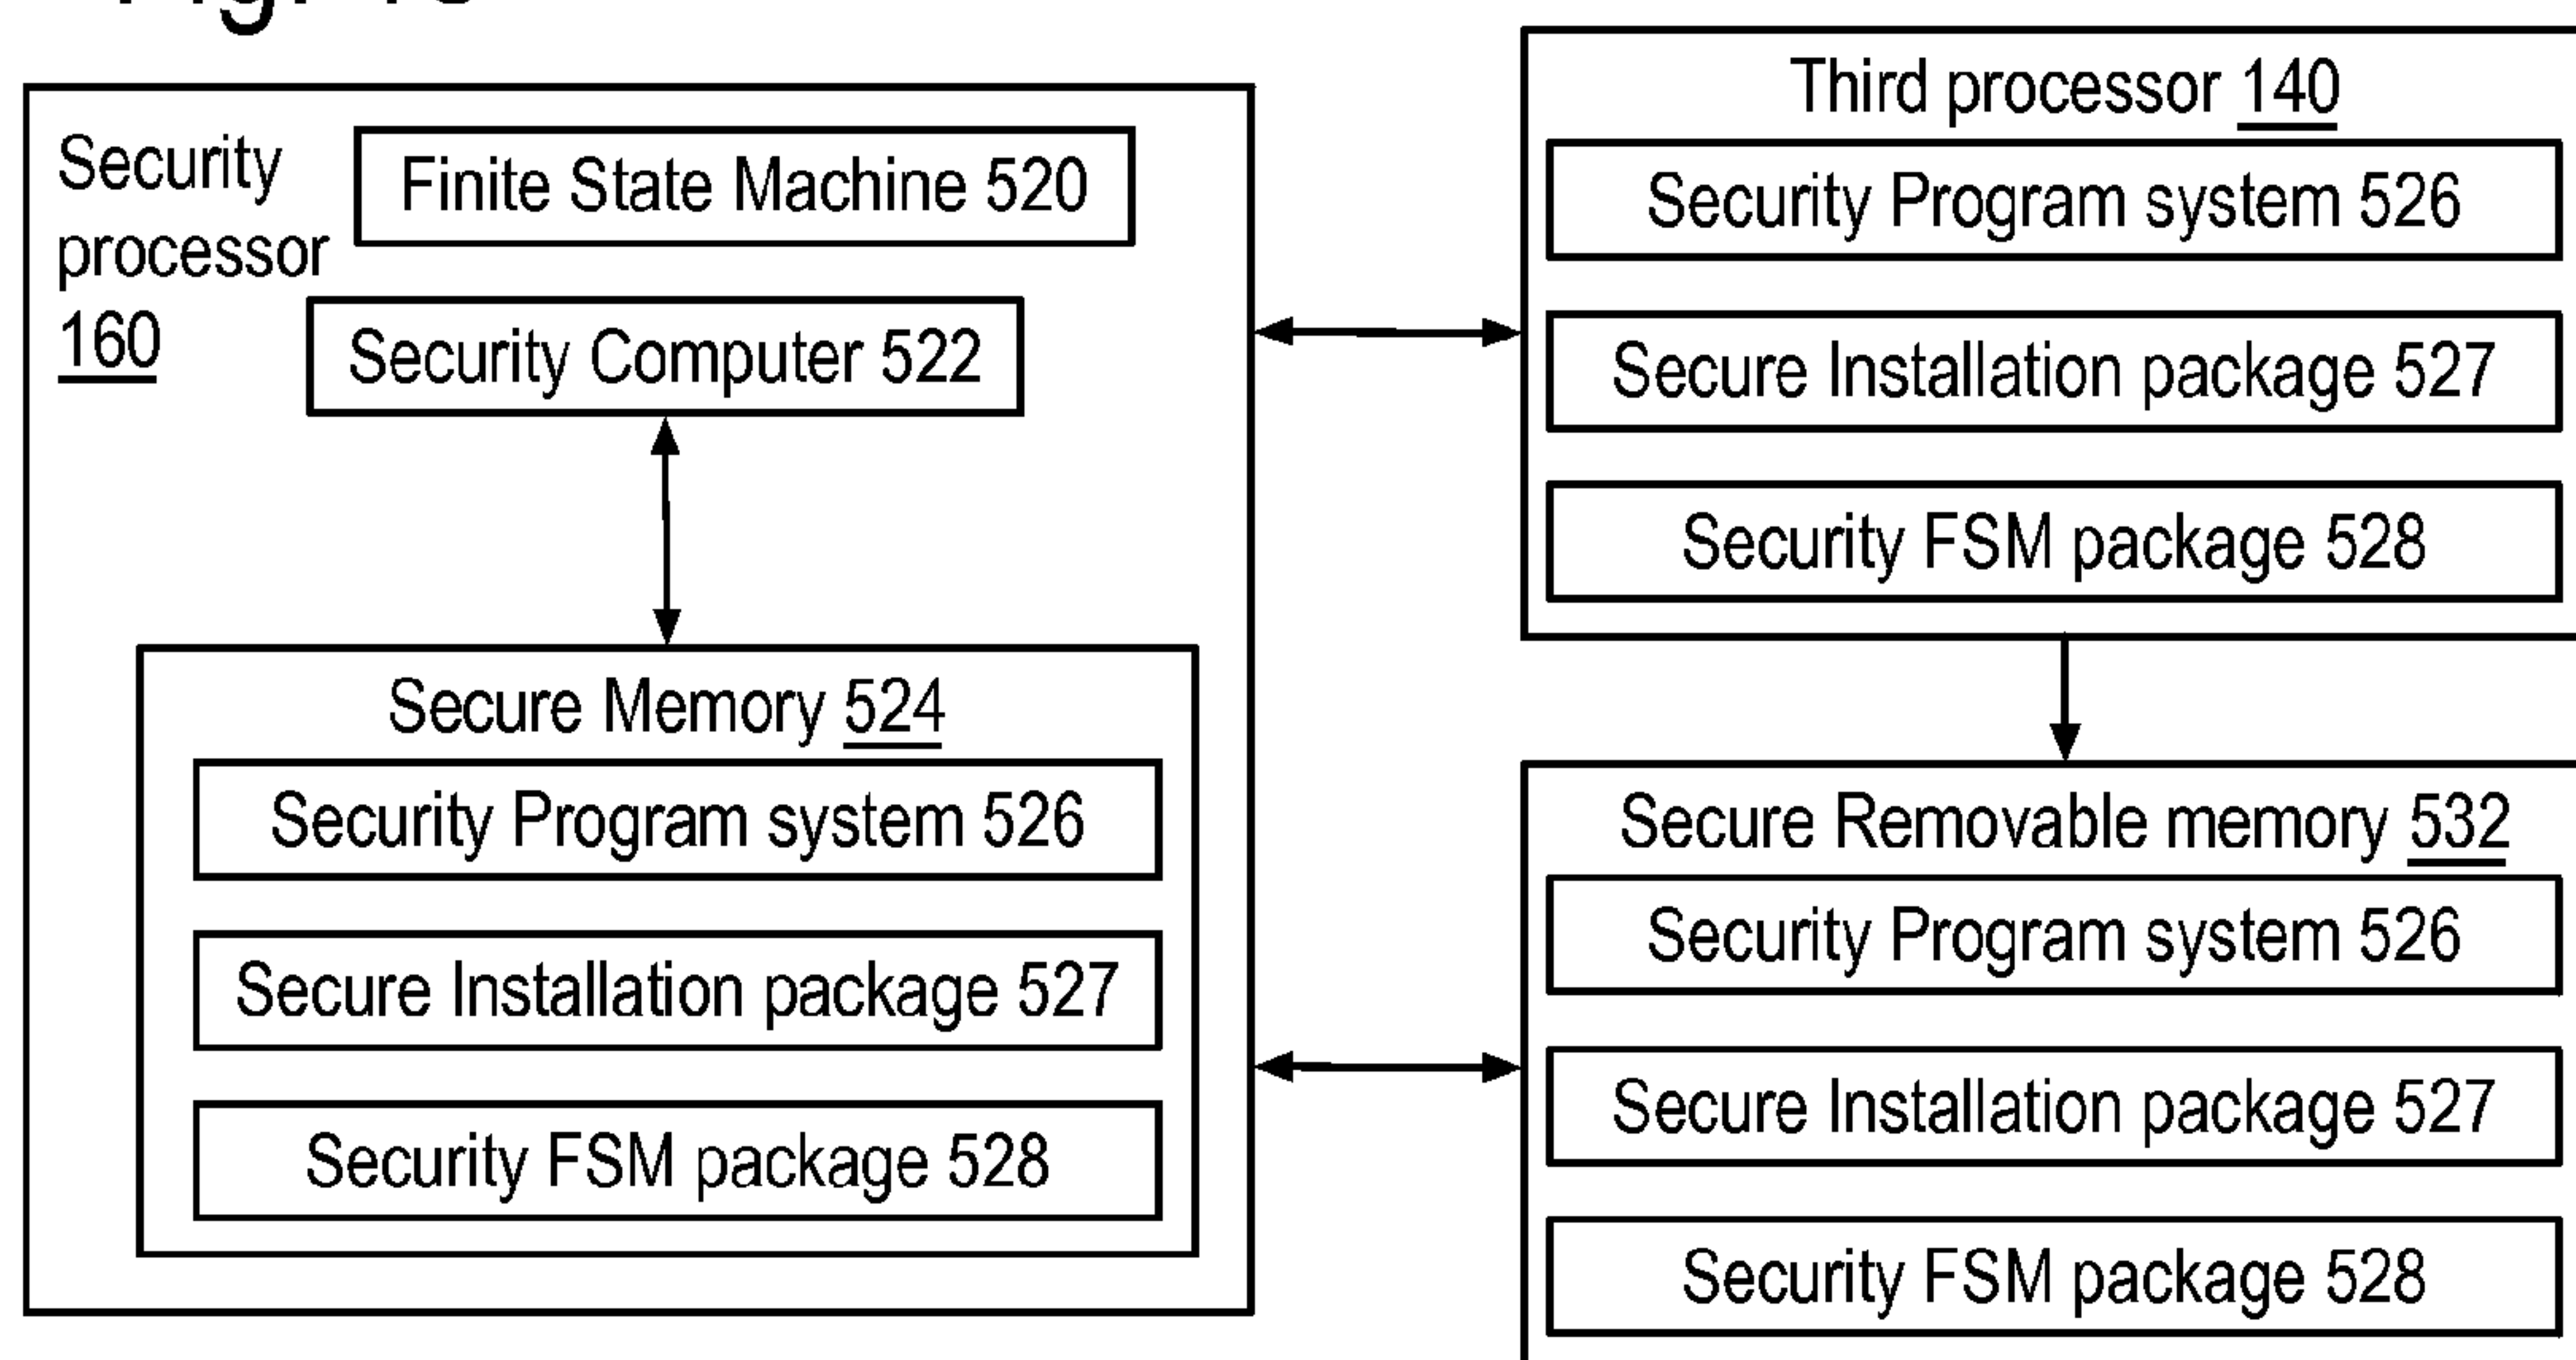 Security
processor
160
Finite State Machine 520
Security Computer 522
Secure Memory 524
Security Program system 526
Secure Installation package 527
Security FSM package 528
Third processor 140
Security Program system 526
Secure Installation package 527
Security FSM package 528
Secure Removable memory 532
Security Program system 526
Secure Installation package 527
Security FSM package 528